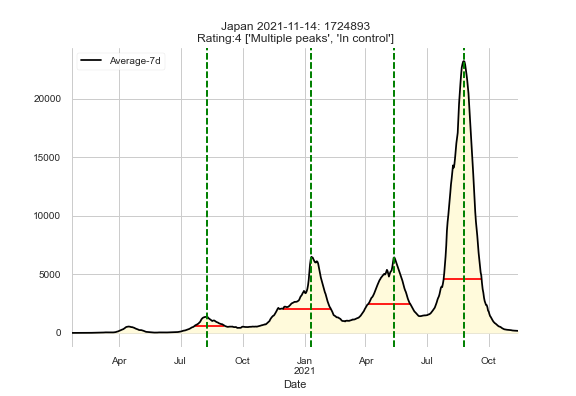 Japan 2021-11-14: 1724893
Rating:4 ['Multiple peaks', 'In control']
Average-7d
20000
15000
10000
5000
0
Apr Jul Oct Jan Apr Jul Oct
2021
Date